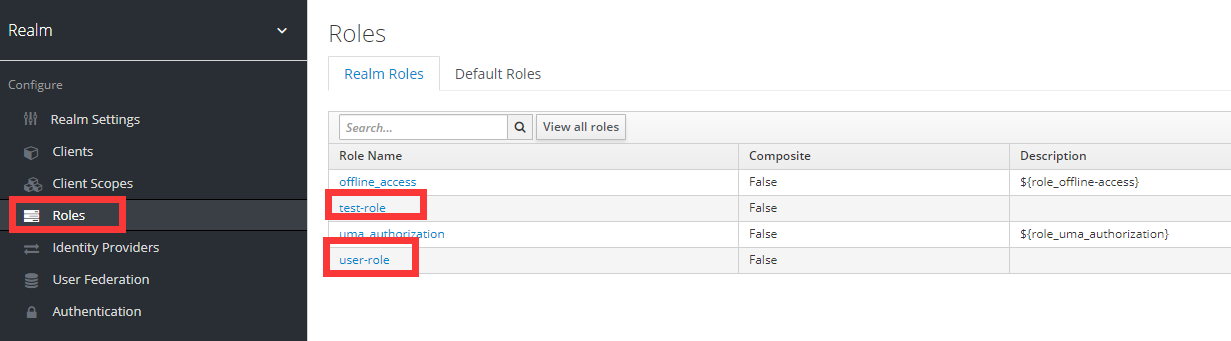 Realm
Configure
Realm Settings
Clients
Client Scopes
Roles
Identity Providers
User Federation
Authentication
Roles
Realm Roles Default Roles
Search... View all roles
Role Name Composite Description
offline_access False ${role_offline-access}
test-role False
uma_authorization False ${role_uma_authorization}
user-role False